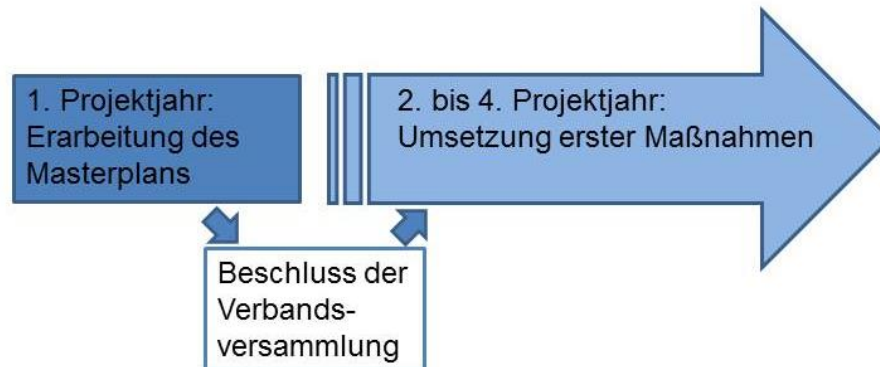 1. Projektjahr:
Erarbeitung des
Masterplans
2. bis 4. Projektjahr:
Umsetzung erster Maßnahmen
Beschluss der
Verbands-
versammlung